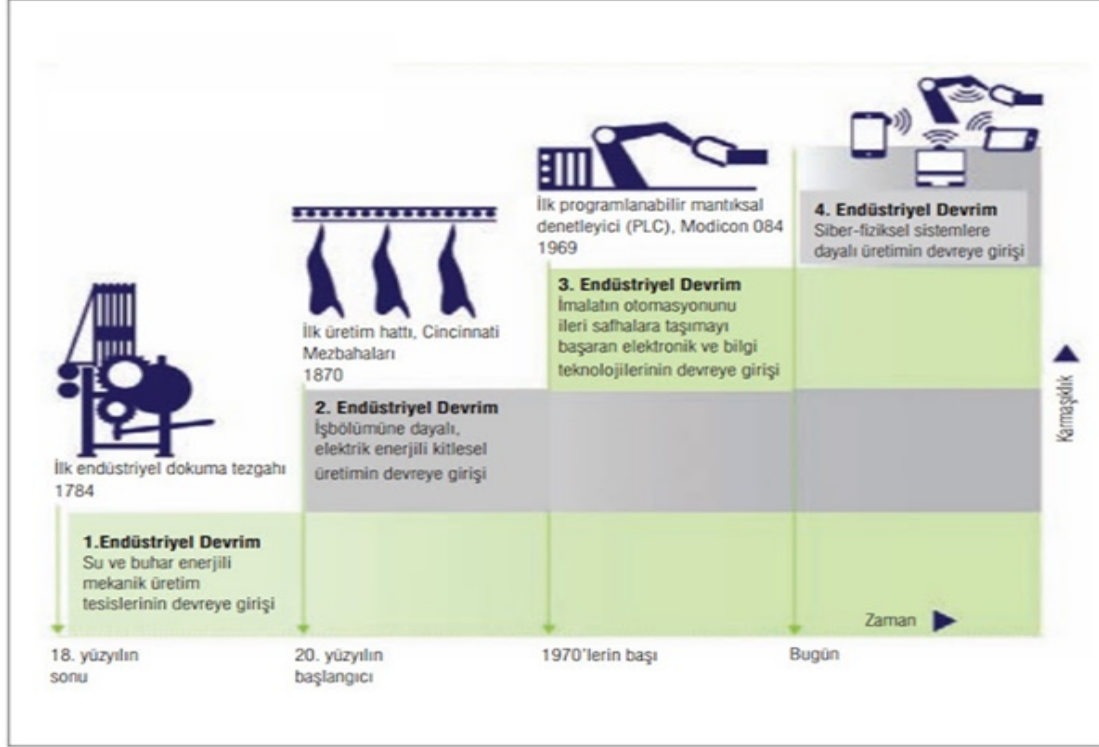 İlk endüstriyel dokuma tezgahı
1784
1.Endüstriyel Devrim
Su ve buhar enerjili
mekanik üretim
tesislerinin devreye girişi
18. yüzyılın
sonu
İlk üretim hattı, Cincinnati
Mezbahaları
1870
2. Endüstriyel Devrim
İşbölümüne dayalı,
elektrik enerjili kitlesel
üretimin devreye girişi
20. yüzyılın
başlangıcı
İlk programlanabilir mantıksal
denetleyici (PLC), Modicon 084
1969
3. Endüstriyel Devrim
İmalatın otomasyonunu
ileri safhalara taşımayı
başaran elektronik ve bilgi
teknolojilerinin devreye girişi
1970'lerin başı
4. Endüstriyel Devrim
Siber-fiziksel sistemlere
dayalı üretimin devreye girişi
Bugün
Zaman
Karmaşıklık